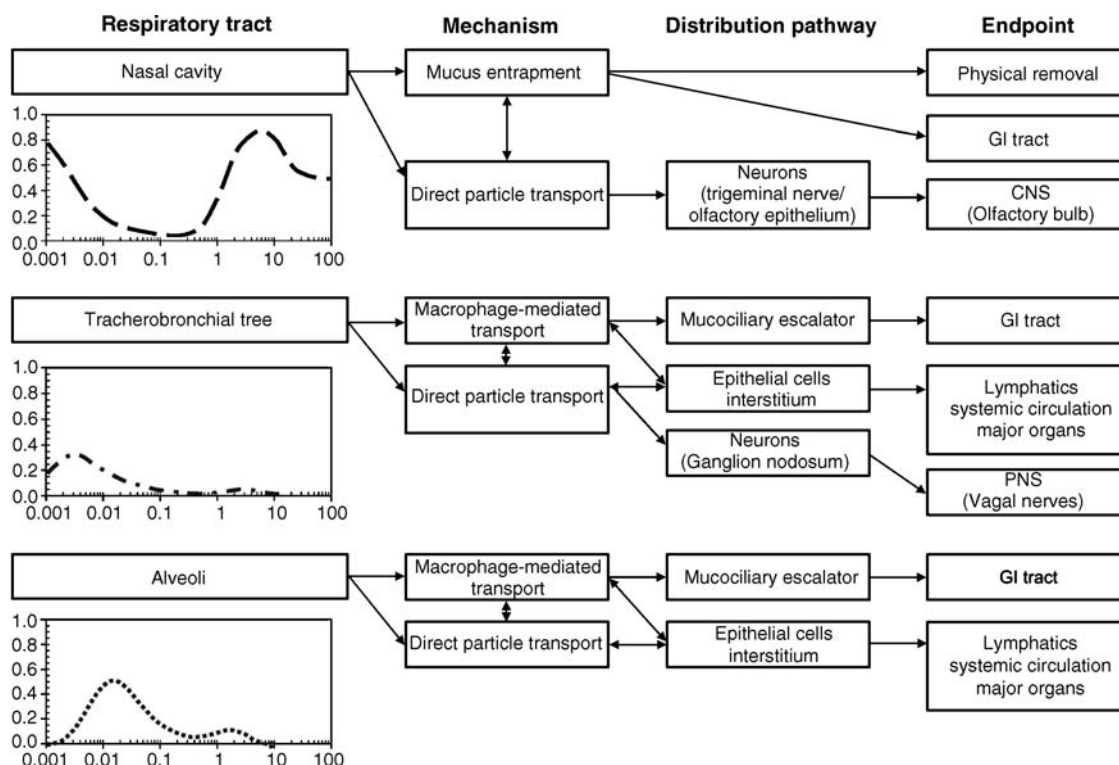 Respiratory tract
Mechanism
Distribution pathway
Endpoint
Nasal cavity
Mucus entrapment
Physical removal
GI tract
Direct particle transport
Neurons
(trigeminal nerve/
olfactory epithelium)
CNS
(Olfactory bulb)
1.0
0.8
0.6
0.4
0.2
0.0
0.001 0.01 0.1 1 10 100
Tracherobronchial tree
Macrophage-mediated
transport
Mucociliary escalator
GI tract
Direct particle transport
Epithelial cells
interstitium
Lymphatics
systemic circulation
major organs
Neurons
(Ganglion nodosum)
PNS
(Vagal nerves)
1.0
0.8
0.6
0.4
0.2
0.0
0.001 0.01 0.1 1 10 100
Alveoli
Macrophage-mediated
transport
Mucociliary escalator
GI tract
Direct particle transport
Epithelial cells
interstitium
Lymphatics
systemic circulation
major organs
1.0
0.8
0.6
0.4
0.2
0.0
0.001 0.01 0.1 1 10 100